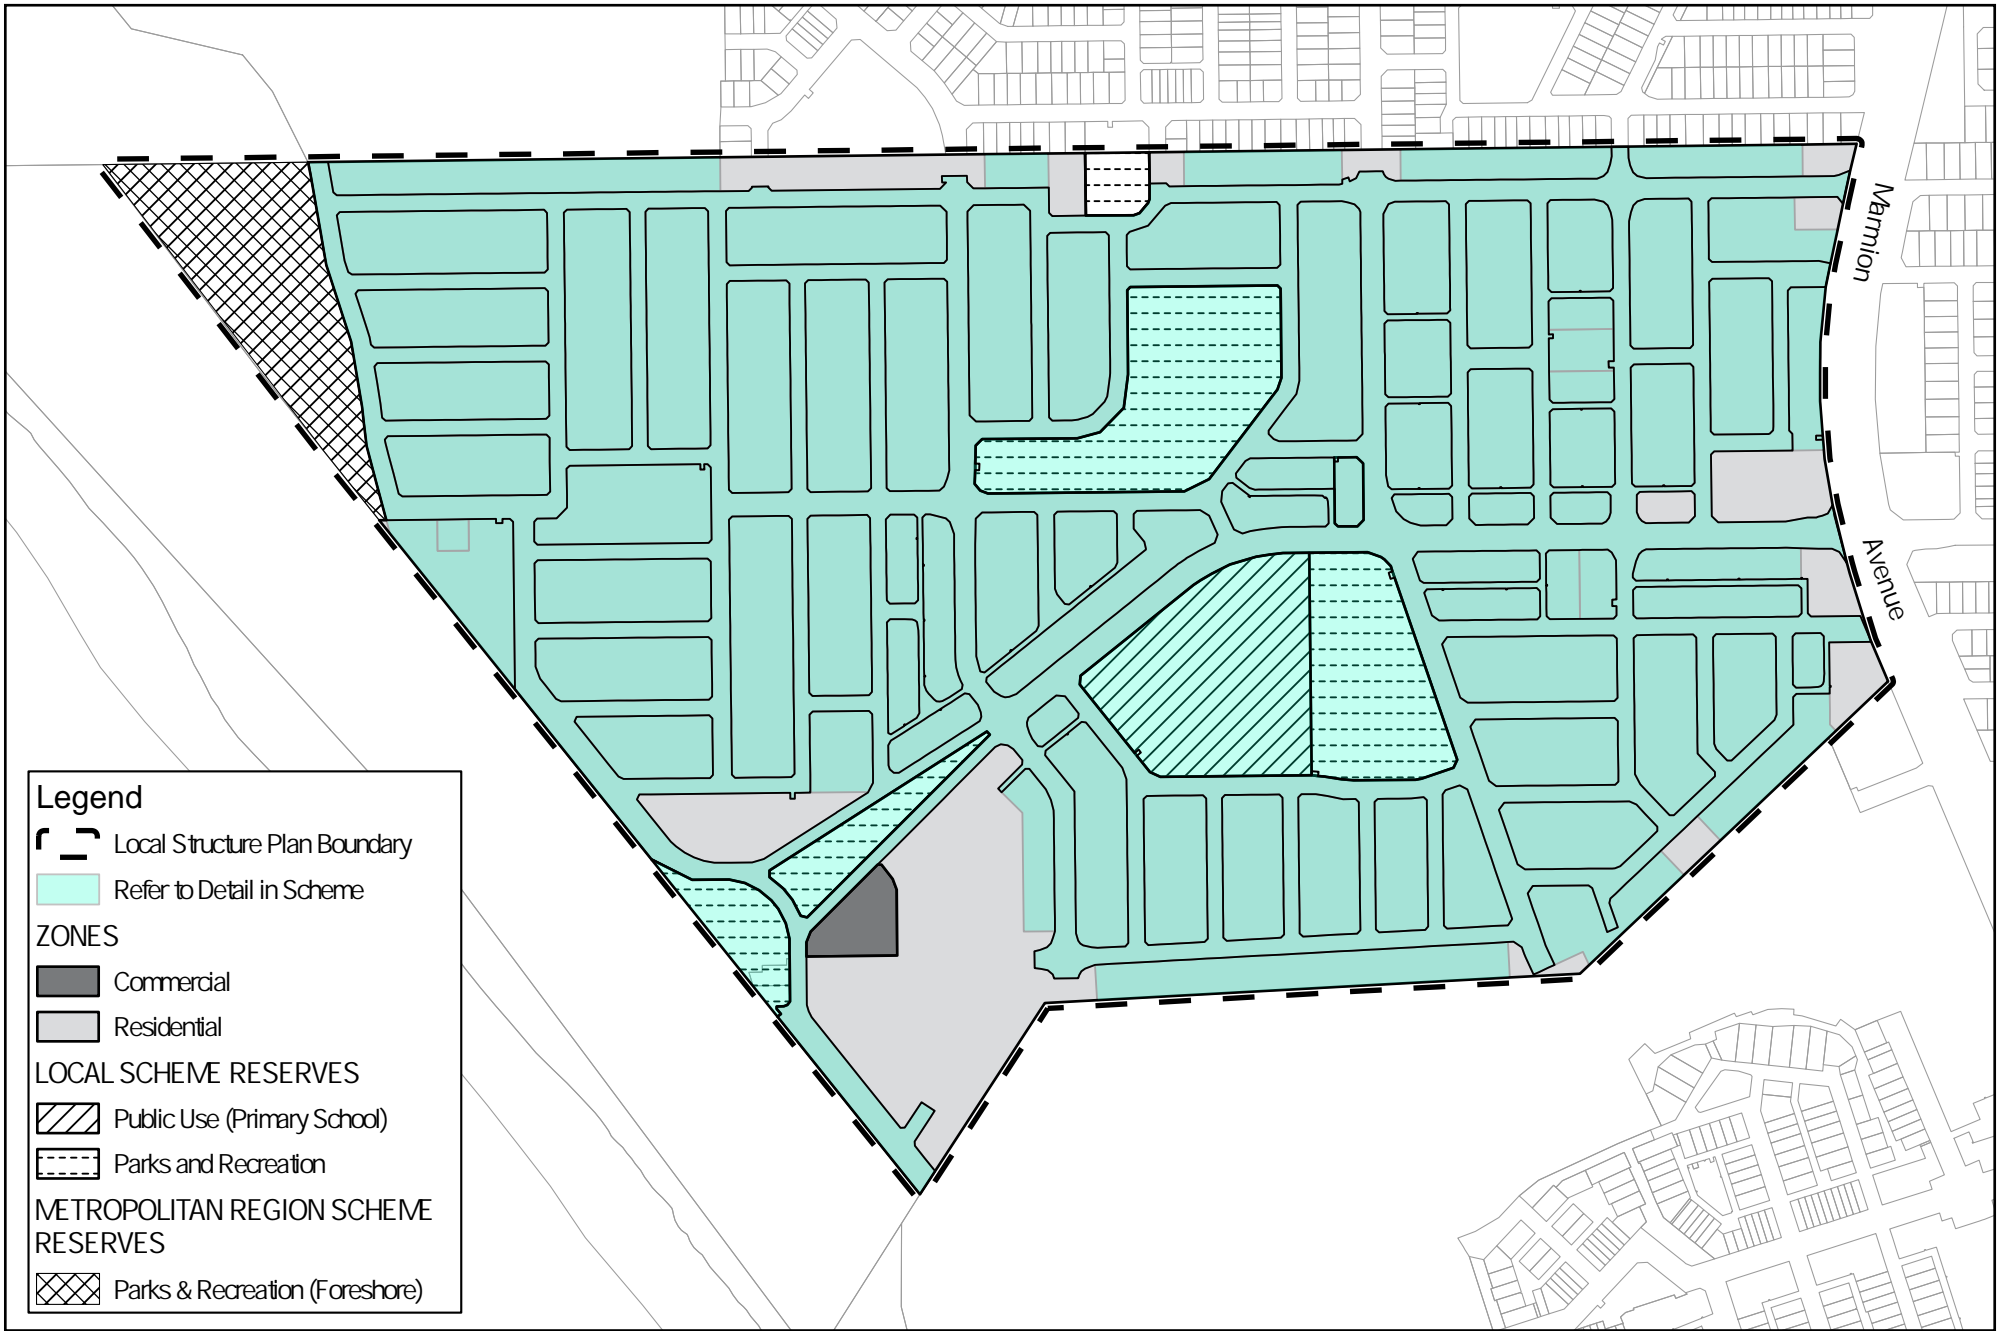 Marmion
Avenue
Legend
Local Structure Plan Boundary
Refer to Detail in Scheme
ZONES
Commercial
Residential
LOCAL SCHEME RESERVES
Public Use (Primary School)
Parks and Recreation
METROPOLITAN REGION SCHEME
RESERVES
Parks & Recreation (Foreshore)